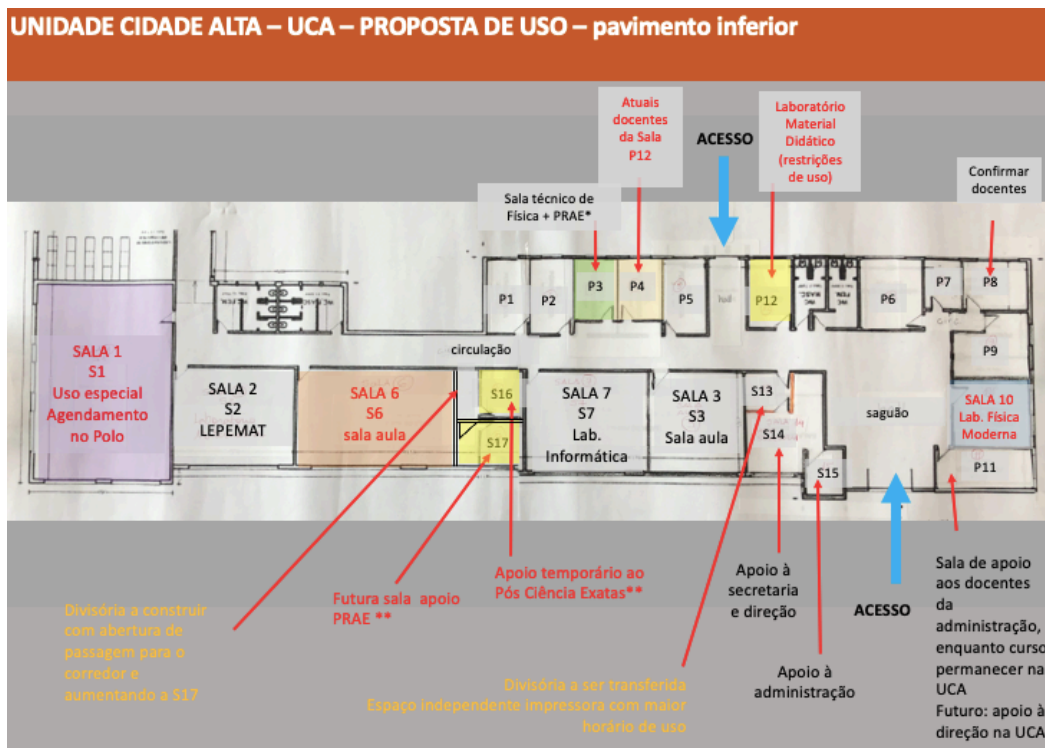 UNIDADE CIDADE ALTA – UCA – PROPOSTA DE USO – pavimento inferior
Atuais
docentes
da Sala
P12
ACESSO
Laboratório
Material
Didático
(restrições
de uso)
Confirmar
docentes
Sala técnico de
Física + PRAE*
P1
P2
P3
P4
P5
hall
P12
WC
MASC.
WC
FEM.
P6
P7
P8
P9
circulação
SALA 1
S1
Uso especial
Agendamento
no Polo
SALA 2
S2
LEPEMAT
SALA 6
S6
sala aula
S16
S17
SALA 7
S7
Lab.
Informática
SALA 3
S3
Sala aula
S13
S14
S15
saguão
SALA 10
Lab. Física
Moderna
P11
Divisória a construir
com abertura de
passagem para o
corredor e
aumentando a S17
Futura sala apoio
PRAE **
Apoio temporário ao
Pós Ciência Exatas**
Divisória a ser transferida
Espaço independente impressora com maior
horário de uso
Apoio à
secretaria
e direção
Apoio à
administração
ACESSO
Sala de apoio
aos docentes
da
administração,
enquanto curso
permanecer na
UCA
Futuro: apoio à
direção na UCA